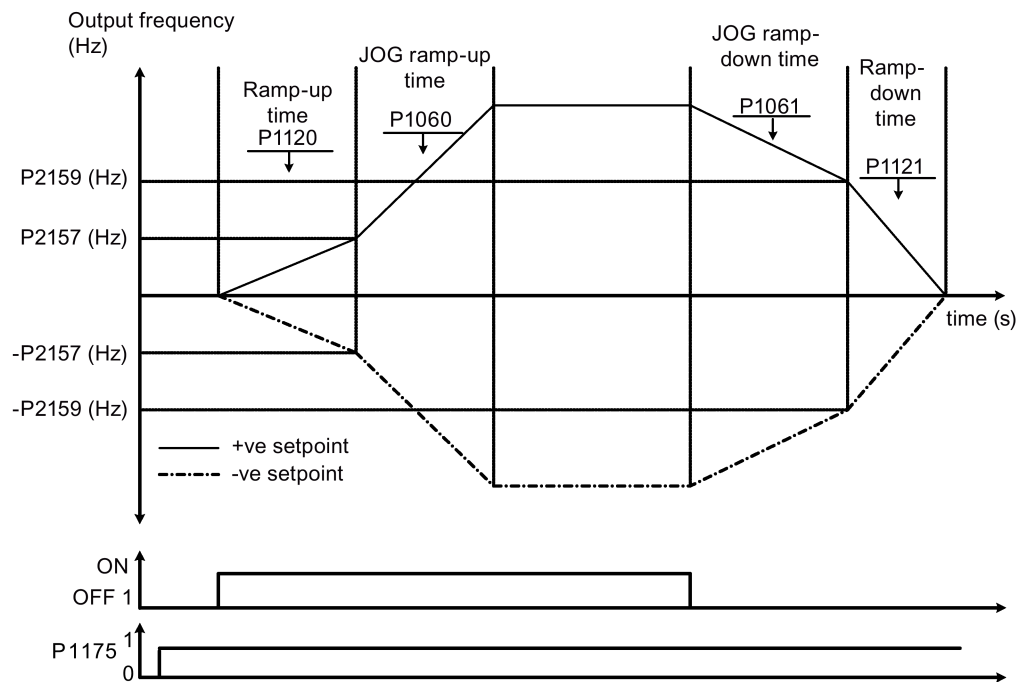 Output frequency
(Hz)
JOG ramp-up
time
JOG ramp-
down time
Ramp-
down
time
Ramp-up
time
P1120
P1060
P1061
P1121
P2159 (Hz)
P2157 (Hz)
time (s)
-P2157 (Hz)
-P2159 (Hz)
+ve setpoint
-ve setpoint
ON
OFF 1
P1175 1
0